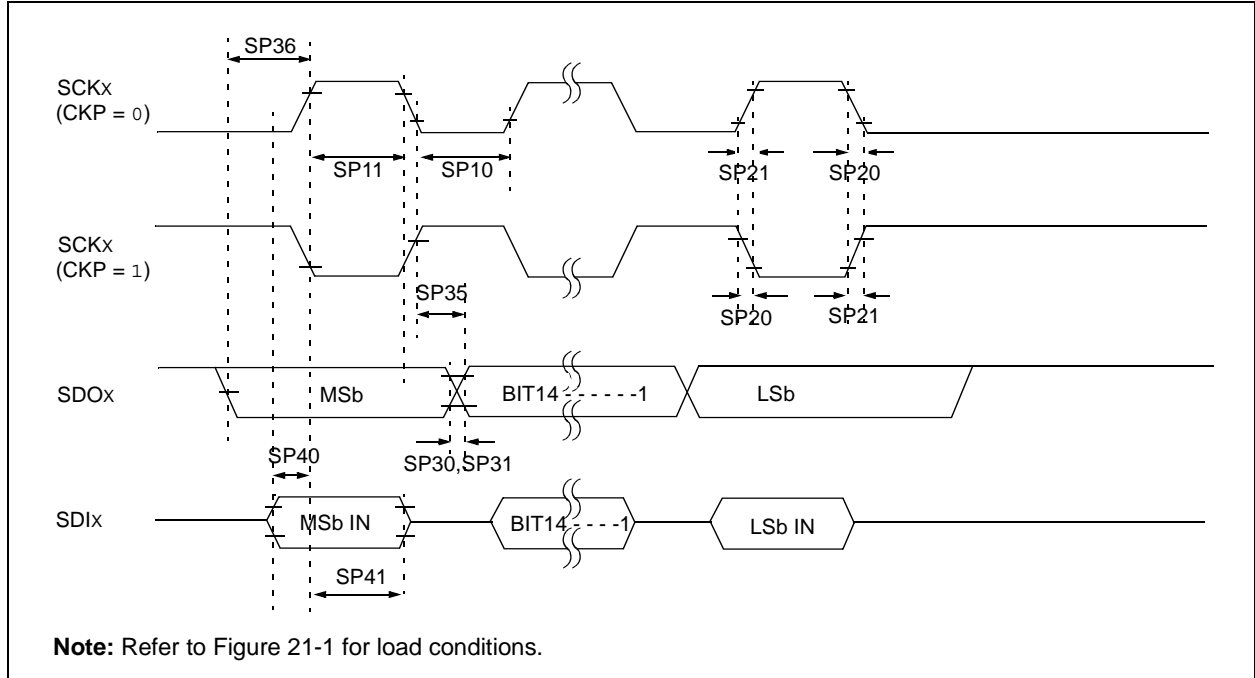 SP36
SCKX
(CKP = 0)
SP11
SP10
SP21
SP20
SCKX
(CKP = 1)
SP35
SP20
SP21
SDOX
MSb
BIT14 - - - - - -1
LSb
SP40
SP30,SP31
SDIX
MSb IN
BIT14 - - - -1
LSb IN
SP41
Note: Refer to Figure 21-1 for load conditions.